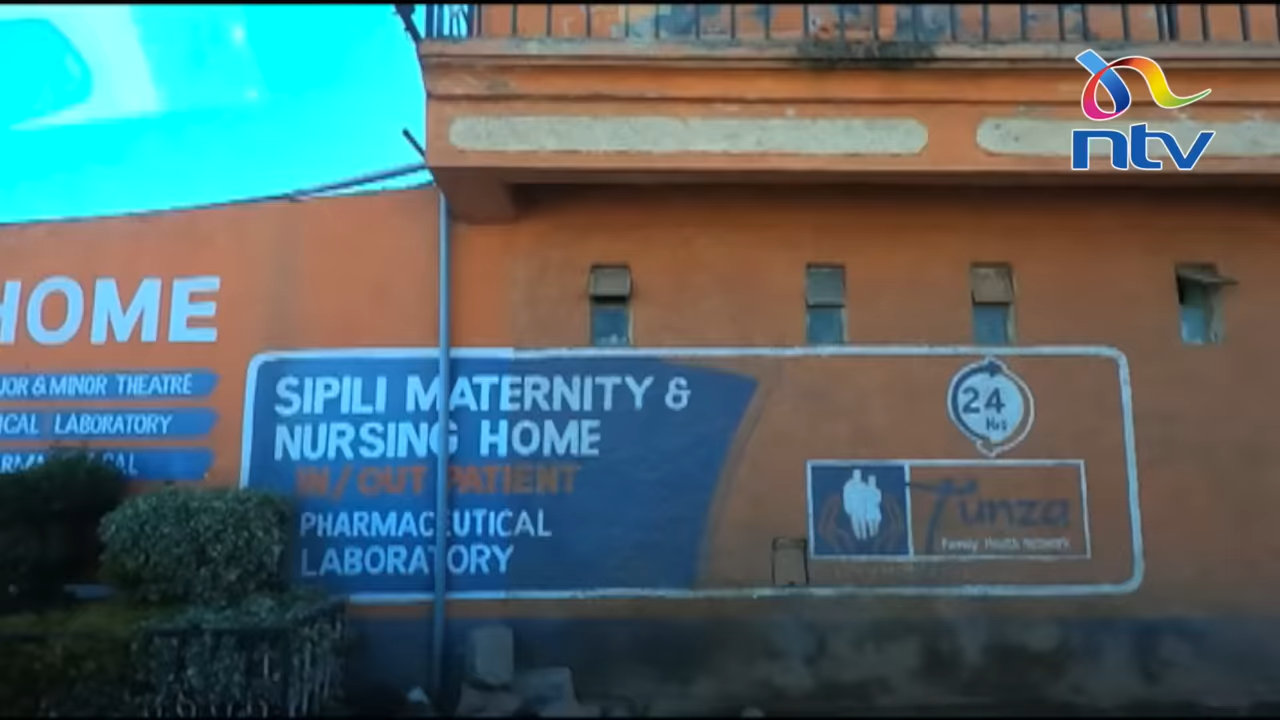 ntv
HOME
JOR & MINOR THEATRE
ICAL LABORATORY
SIPILI MATERNITY &
NURSING HOME
IN/OUT PATIENT
PHARMACEUTICAL
LABORATORY
24
Hrs
Tunza
Family Health Network